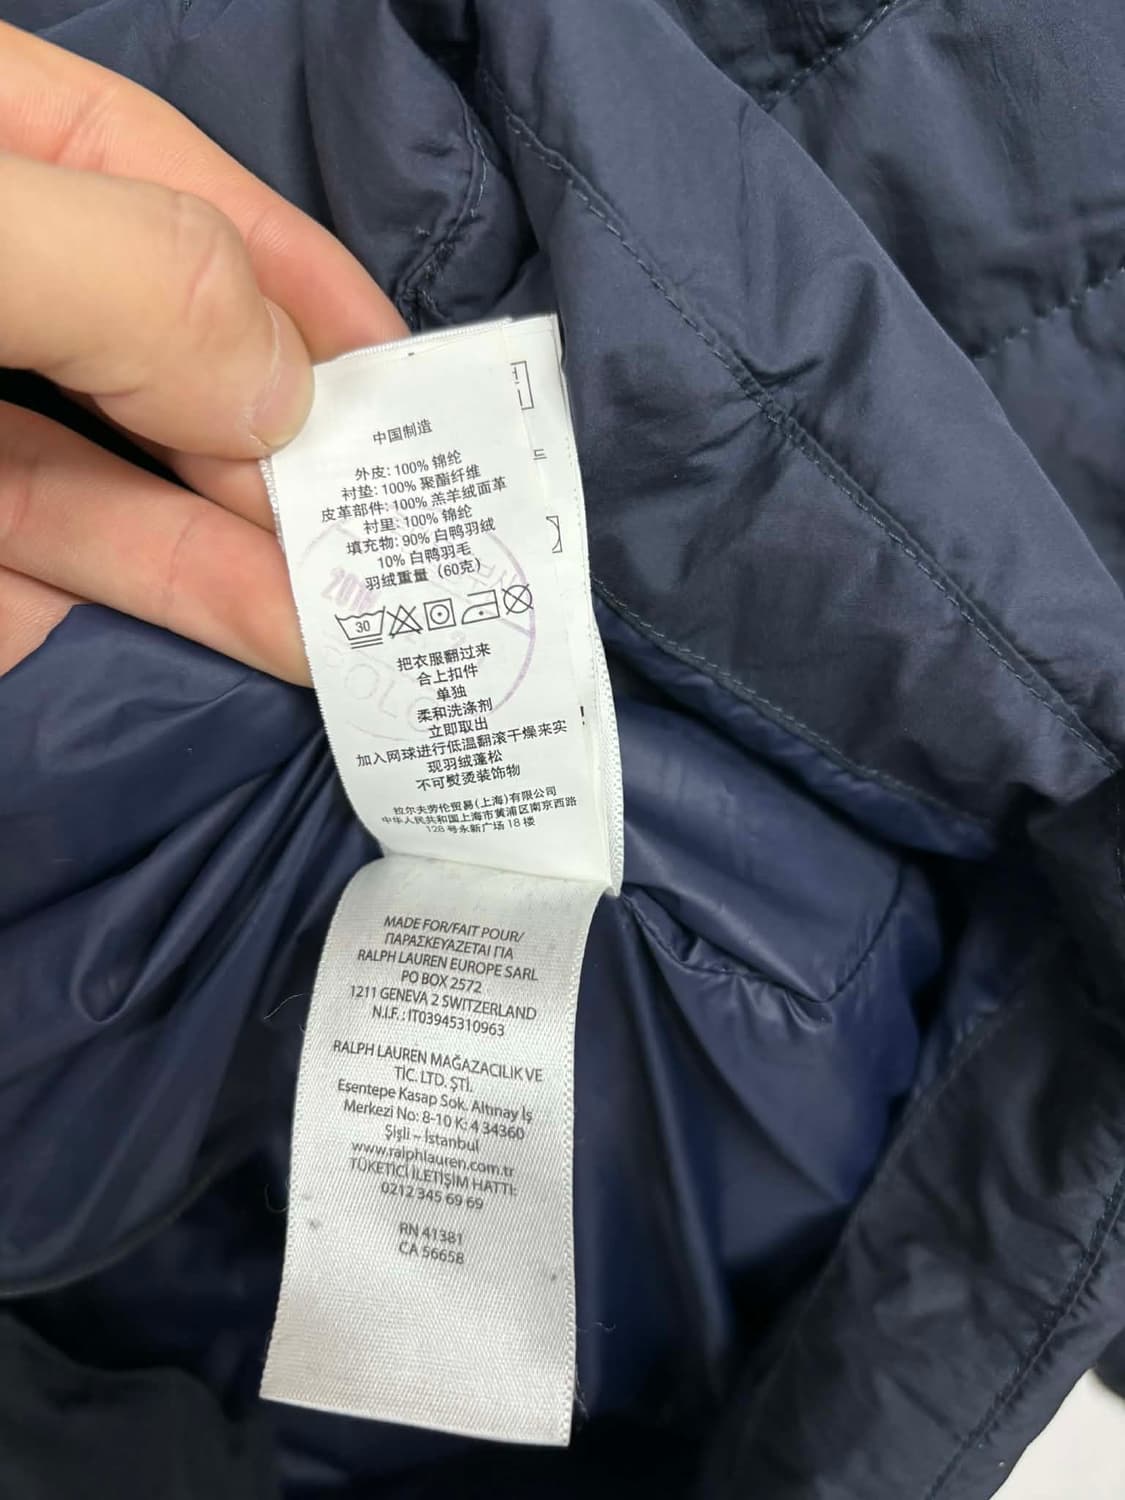 中国制造
外皮: 100% 锦纶
衬垫: 100% 聚酯纤维
皮革部件: 100% 羔羊绒面革
衬里: 100% 锦纶
填充物: 90% 白鸭羽绒
10% 白鸭羽毛
羽绒重量（60克）
30
把衣服翻过来
合上扣件
单独
柔和洗涤剂
立即取出
加入网球进行低温翻滚干燥来实
现羽绒蓬松
不可熨烫装饰物
拉尔夫劳伦贸易(上海)有限公司
中华人民共和国上海市黄浦区南京西路
128 号永新广场 18 楼
MADE FOR/FAIT POUR/
ΠΑΡΑΣΚΕΥΑΖΕΤΑΙ ΓΙΑ
RALPH LAUREN EUROPE SARL
PO BOX 2572
1211 GENEVA 2 SWITZERLAND
N.I.F. : IT03945310963
RALPH LAUREN MAĞAZACILIK VE
TİC. LTD. ŞTİ.
Esentepe Kasap Sok. Altınay İş
Merkezi No: 8-10 K: 4 34360
Şişli – İstanbul
www.ralphlauren.com.tr
TÜKETİCİ İLETİŞİM HATTI:
0212 345 69 69
RN 41381
CA 56658